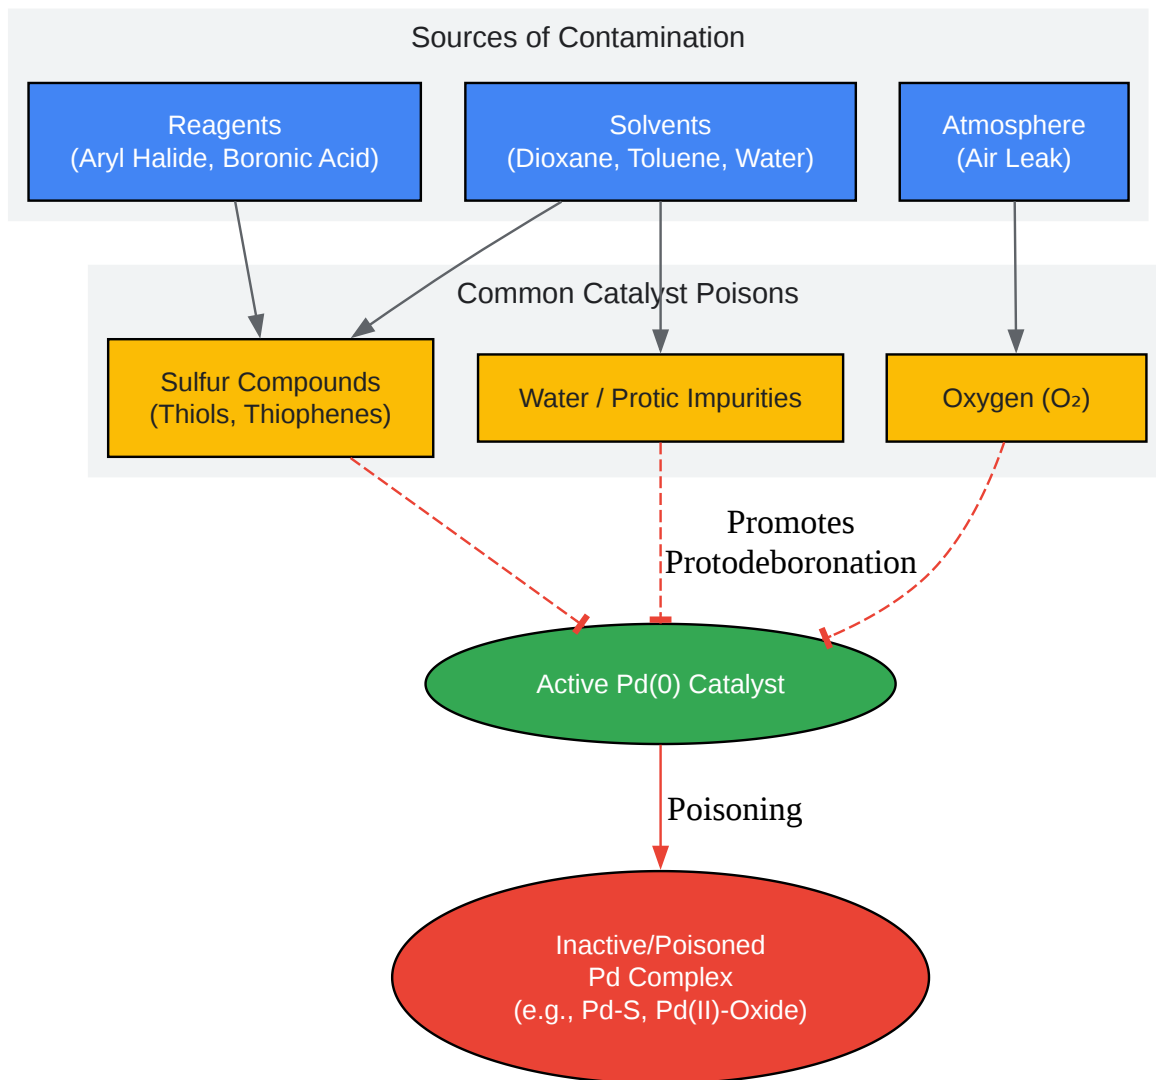 Sources of Contamination
Reagents
(Aryl Halide, Boronic Acid)
Solvents
(Dioxane, Toluene, Water)
Atmosphere
(Air Leak)
Common Catalyst Poisons
Sulfur Compounds
(Thiols, Thiophenes)
Water / Protic Impurities
Oxygen (O₂)
Promotes
Protodeboronation
Active Pd(0) Catalyst
Poisoning
Inactive/Poisoned
Pd Complex
(e.g., Pd-S, Pd(II)-Oxide)